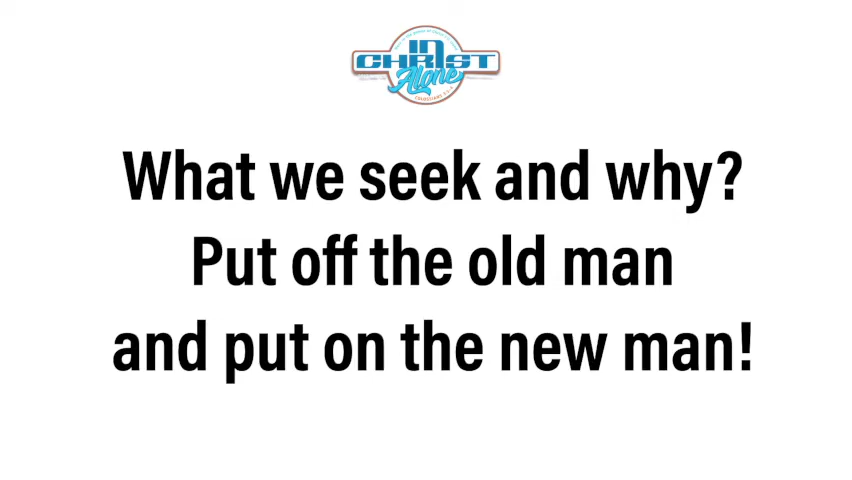 IN
CHRIST
Alone
What we seek and why?
Put off the old man
and put on the new man!